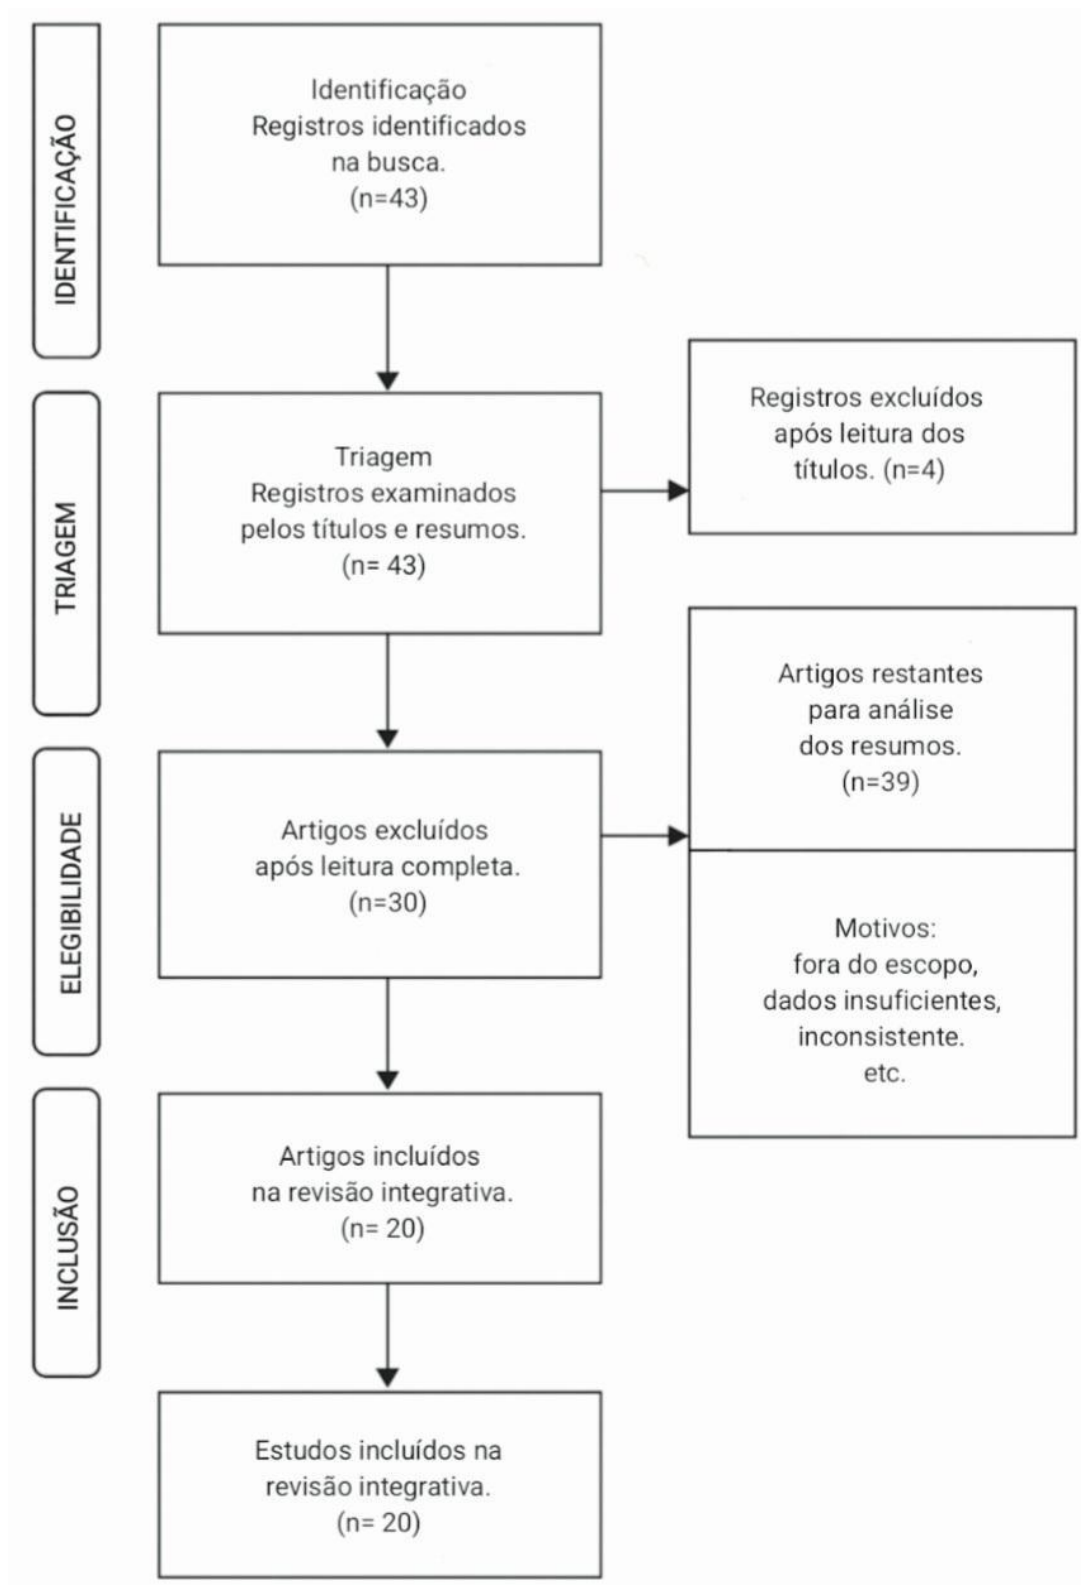 IDENTIFICAÇÃO
Identificação
Registros identificados
na busca.
(n=43)
TRIAGEM
Triagem
Registros examinados
pelos títulos e resumos.
(n= 43)
Registros excluídos
após leitura dos
títulos. (n=4)
ELEGIBILIDADE
Artigos excluídos
após leitura completa.
(n=30)
Artigos restantes
para análise
dos resumos.
(n=39)
Motivos:
fora do escopo,
dados insuficientes,
inconsistente.
etc.
INCLUSÃO
Artigos incluídos
na revisão integrativa.
(n= 20)
Estudos incluídos na
revisão integrativa.
(n= 20)